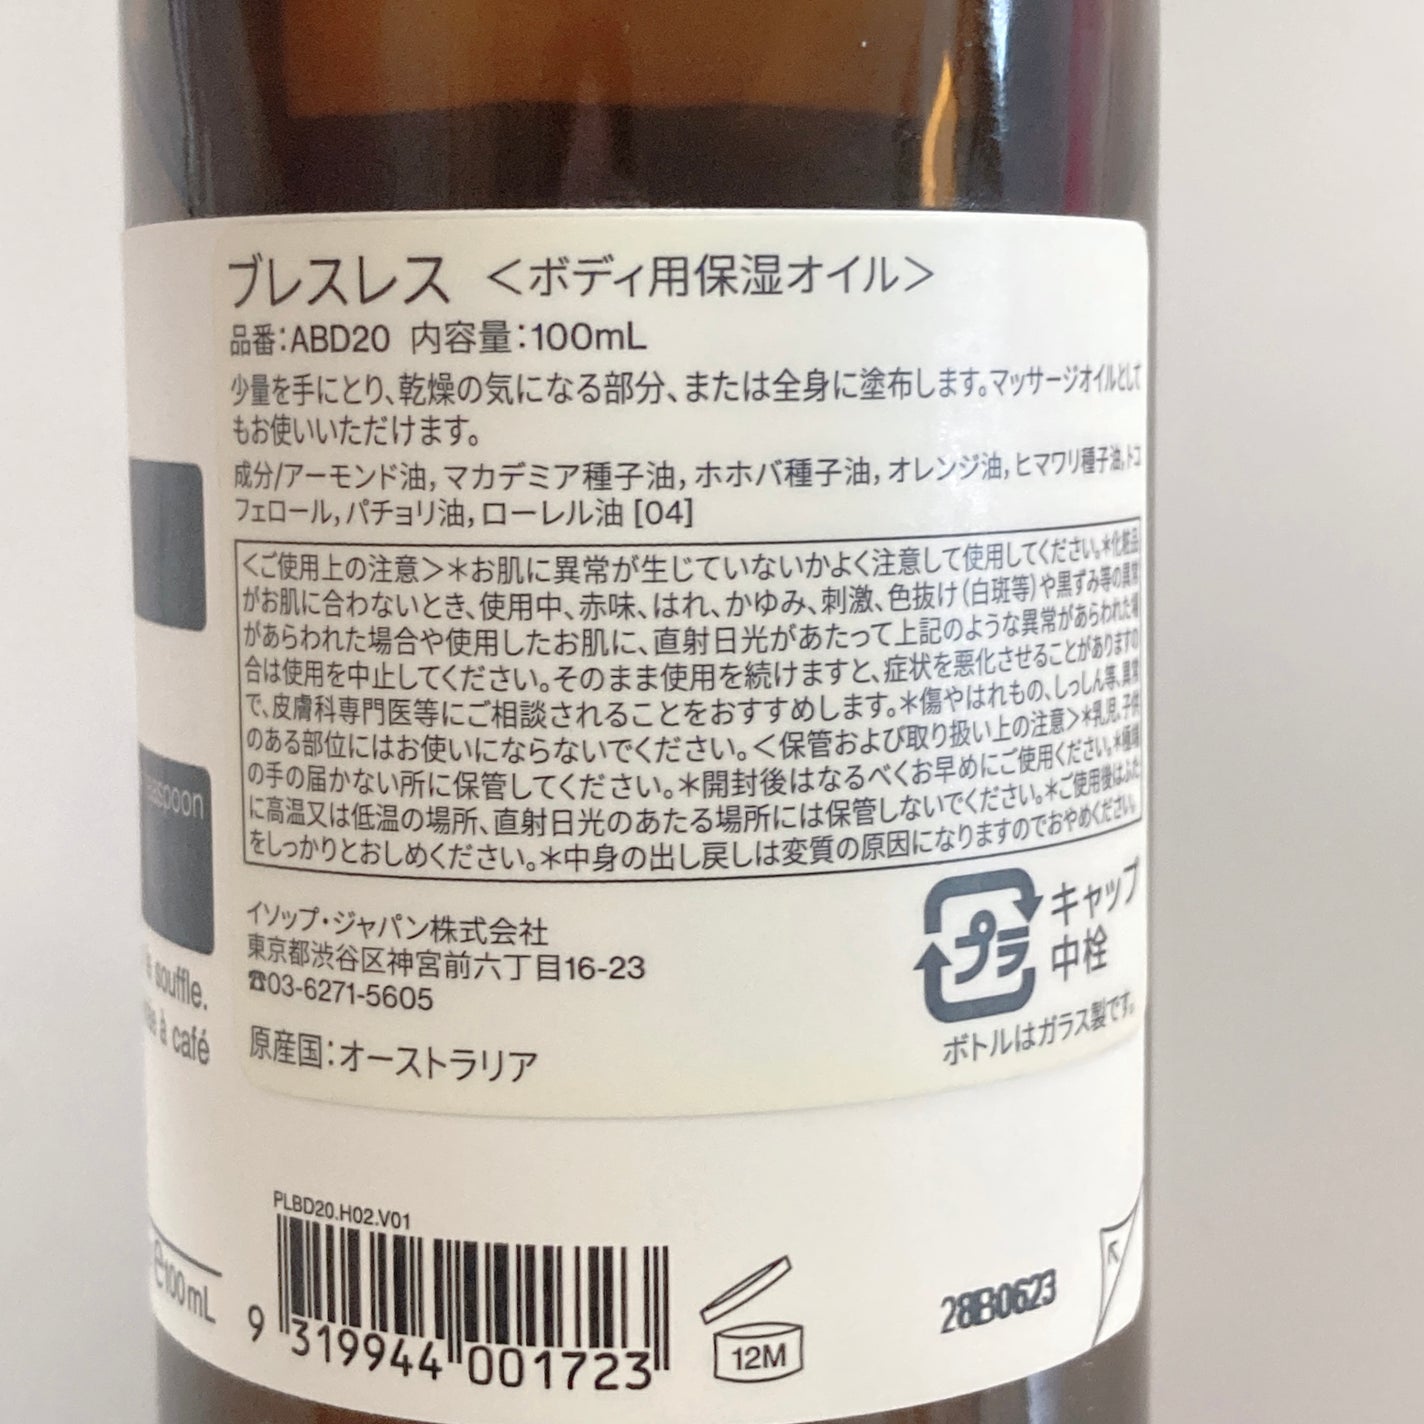 ブレスレス <ボディ用保湿オイル>
品番:ABD20 内容量:100mL
少量を手にとり、乾燥の気になる部分、または全身に塗布します。マッサージオイルとして
もお使いいただけます。
成分/アーモンド油, マカデミア種子油, ホホバ種子油, オレンジ油, ヒマワリ種子油, トコ
フェロール, パチョリ油, ローレル油 [04]
<ご使用上の注意>＊お肌に異常が生じていないかよく注意して使用してください。＊化粧品
がお肌に合わないとき、使用中、赤味、はれ、かゆみ、刺激、色抜け(白斑等)や黒ずみ等の異常
があらわれた場合や使用したお肌に、直射日光があたって上記のような異常があらわれた場
合は使用を中止してください。そのまま使用を続けますと、症状を悪化させることがありますの
で、皮膚科専門医等にご相談されることをおすすめします。＊傷やはれもの、しっしん等、異常
のある部位にはお使いにならないでください。<保管および取り扱い上の注意>＊乳児、子供
の手の届かない所に保管してください。＊開封後はなるべくお早めにご使用ください。＊極端
に高温又は低温の場所、直射日光のあたる場所には保管しないでください。＊ご使用後はふた
をしっかりとおしめください。＊中身の出し戻しは変質の原因になりますのでおやめください。
イソップ・ジャパン株式会社
東京都渋谷区神宮前六丁目16-23
☎03-6271-5605
原産国:オーストラリア
プラ
キャップ
中栓
ボトルはガラス製です。
souffle.
à café
℮100mL
PLBD20.H02.V01
9 319944 001723
12M
28B0623